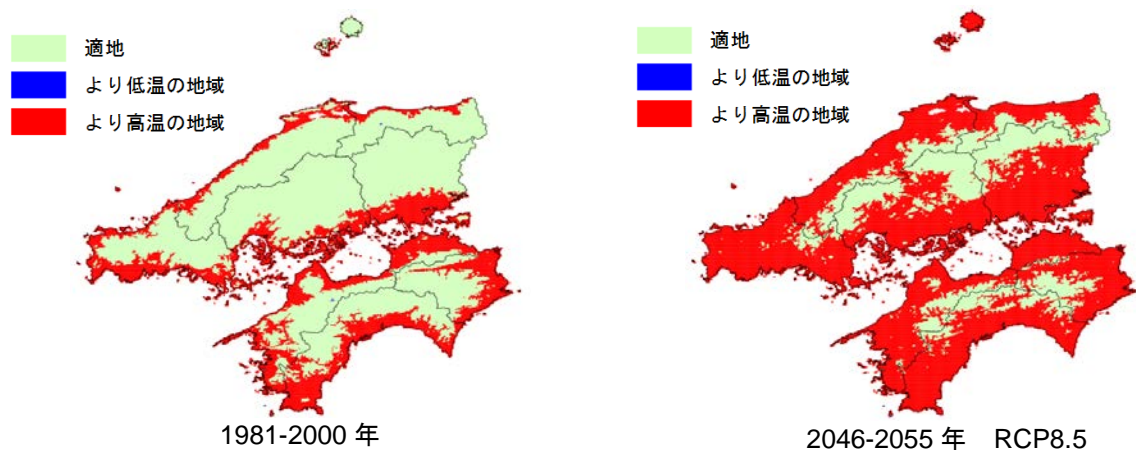 適地
より低温の地域
より高温の地域
1981-2000 年
適地
より低温の地域
より高温の地域
2046-2055 年 RCP8.5